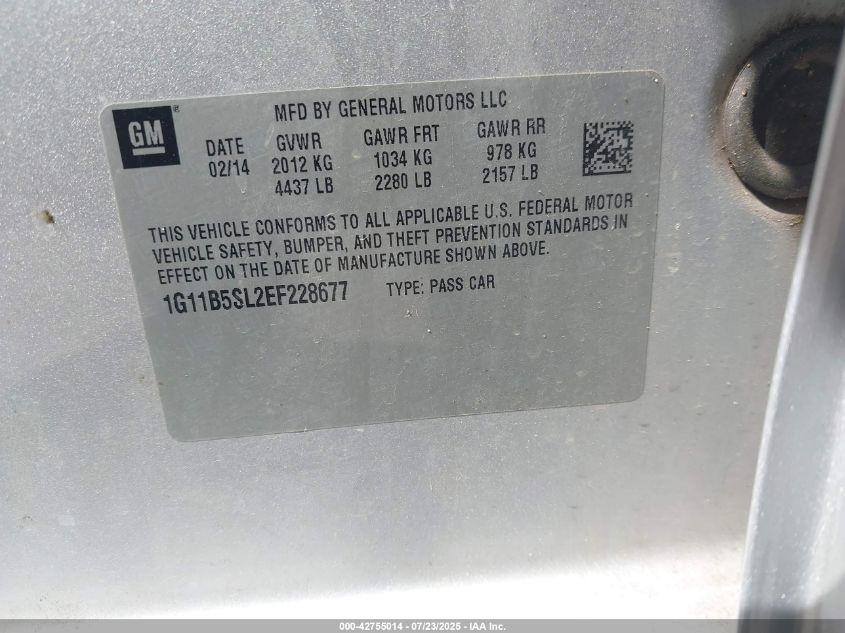 GM
MFD BY GENERAL MOTORS LLC
DATE GVWR GAWR FRT GAWR RR
02/14 2012 KG 1034 KG 978 KG
4437 LB 2280 LB 2157 LB
THIS VEHICLE CONFORMS TO ALL APPLICABLE U.S. FEDERAL MOTOR
VEHICLE SAFETY, BUMPER, AND THEFT PREVENTION STANDARDS IN
EFFECT ON THE DATE OF MANUFACTURE SHOWN ABOVE.
1G11B5SL2EF228677 TYPE: PASS CAR
000-42755014 - 07/23/2025 - IAA Inc.